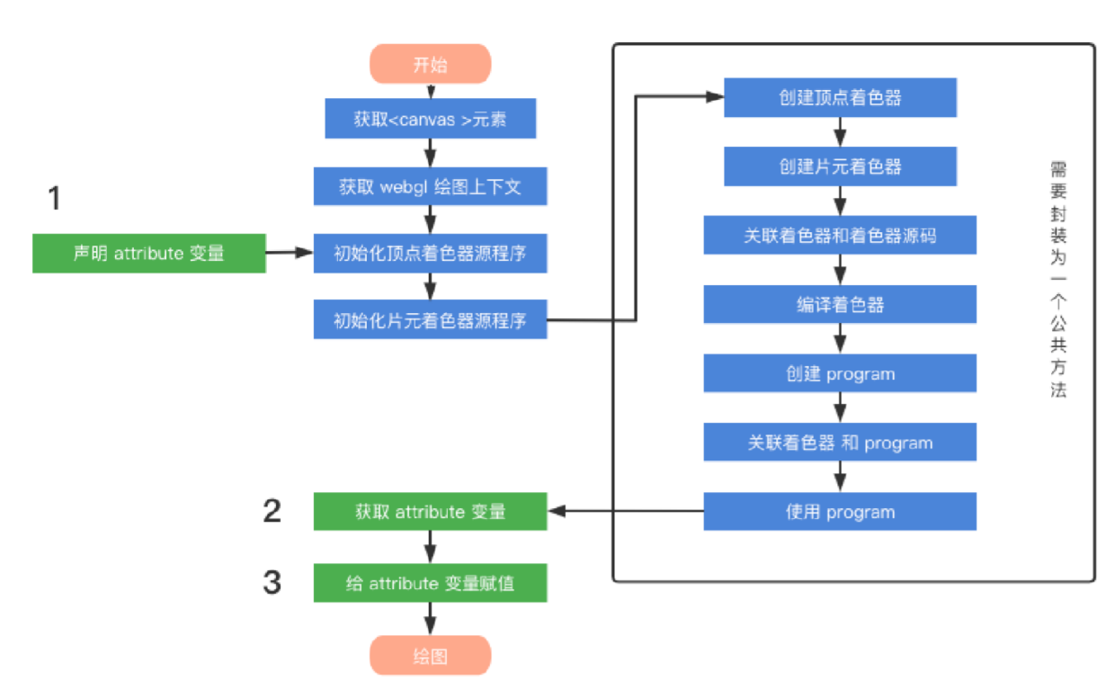 开始
获取<canvas >元素
获取 webgl 绘图上下文
1
声明 attribute 变量
初始化顶点着色器源程序
初始化片元着色器源程序
创建顶点着色器
创建片元着色器
关联着色器和着色器源码
编译着色器
创建 program
关联着色器 和 program
使用 program
需要封装为一个公共方法
2
获取 attribute 变量
3
给 attribute 变量赋值
绘图